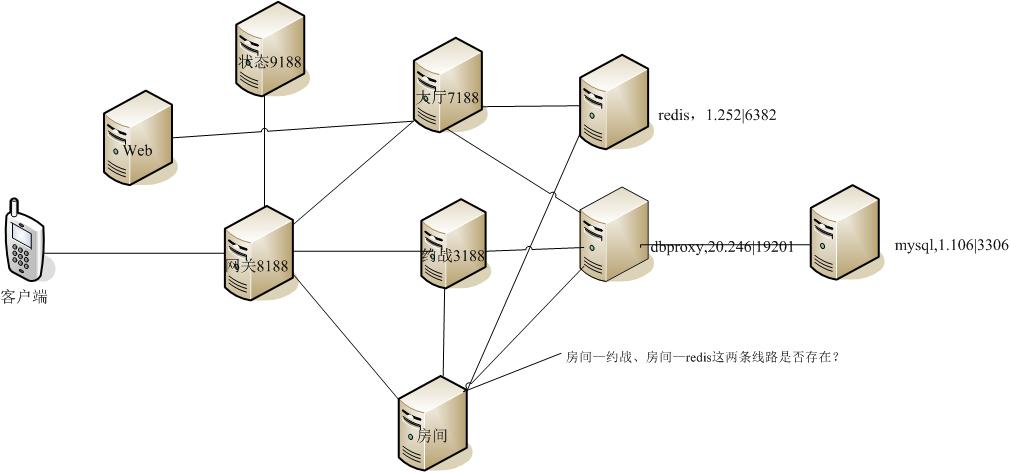 状态9188
大厅7188
redis，1.252|6382
Web
网关8188
约战3188
dbproxy,20.246|19201
mysql,1.106|3306
客户端
房间—约战、房间—redis这两条线路是否存在？
房间